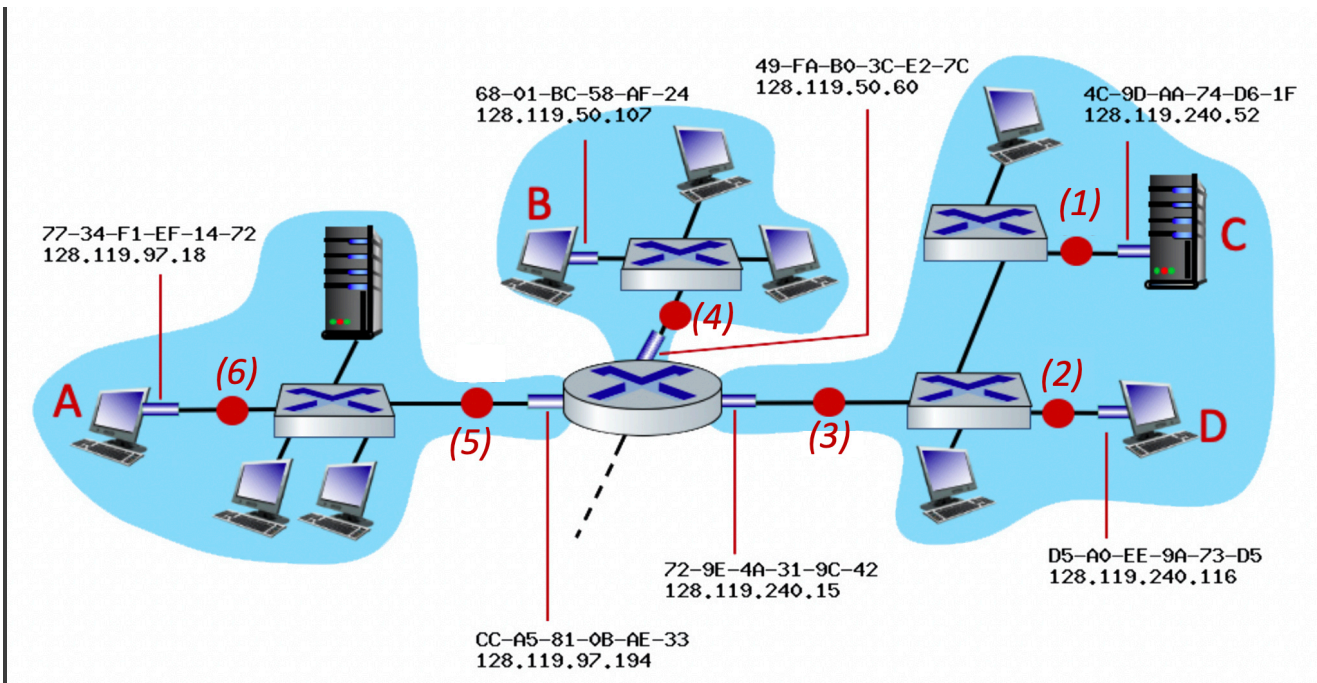 49-FA-B0-3C-E2-7C
128.119.50.60
68-01-BC-58-AF-24
128.119.50.107
4C-9D-AA-74-D6-1F
128.119.240.52
B
(1)
C
77-34-F1-EF-14-72
128.119.97.18
(4)
A
(6)
(2)
D
(5)
(3)
D5-A0-EE-9A-73-D5
128.119.240.116
72-9E-4A-31-9C-42
128.119.240.15
CC-A5-81-0B-AE-33
128.119.97.194